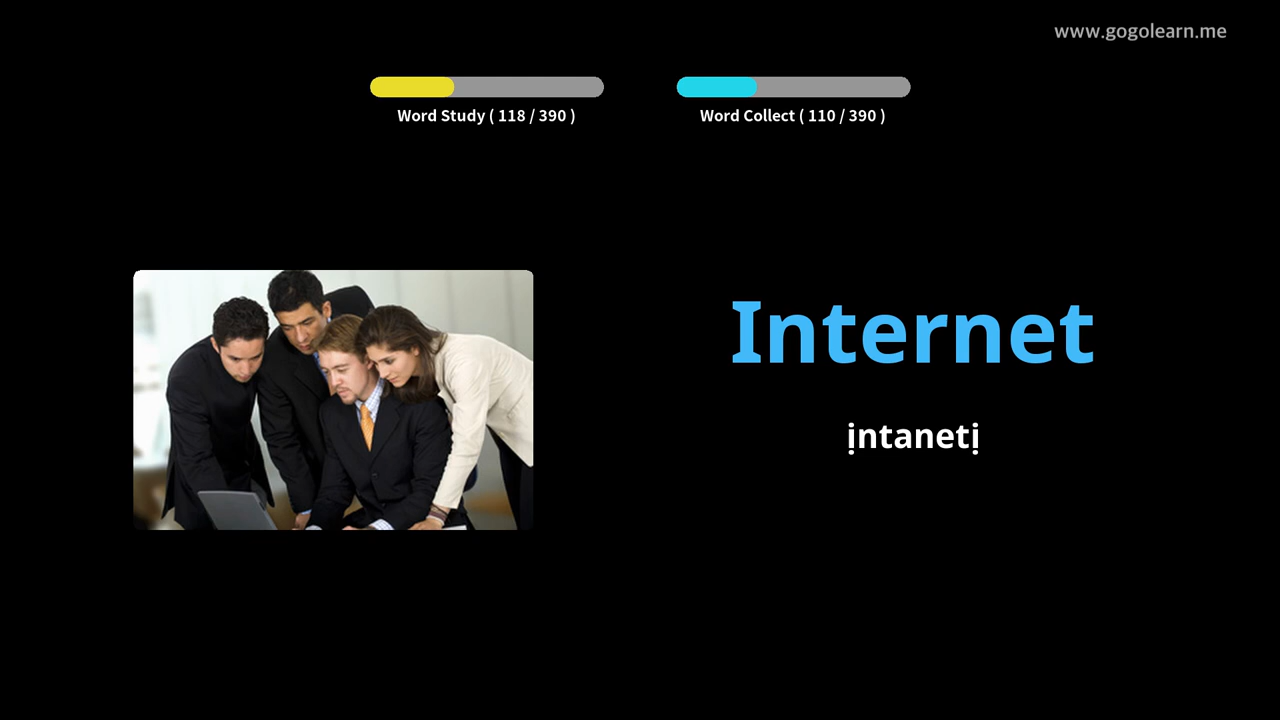 www.gogolearn.me
Word Study ( 118 / 390 )
Word Collect ( 110 / 390 )
Internet
ịntanetị